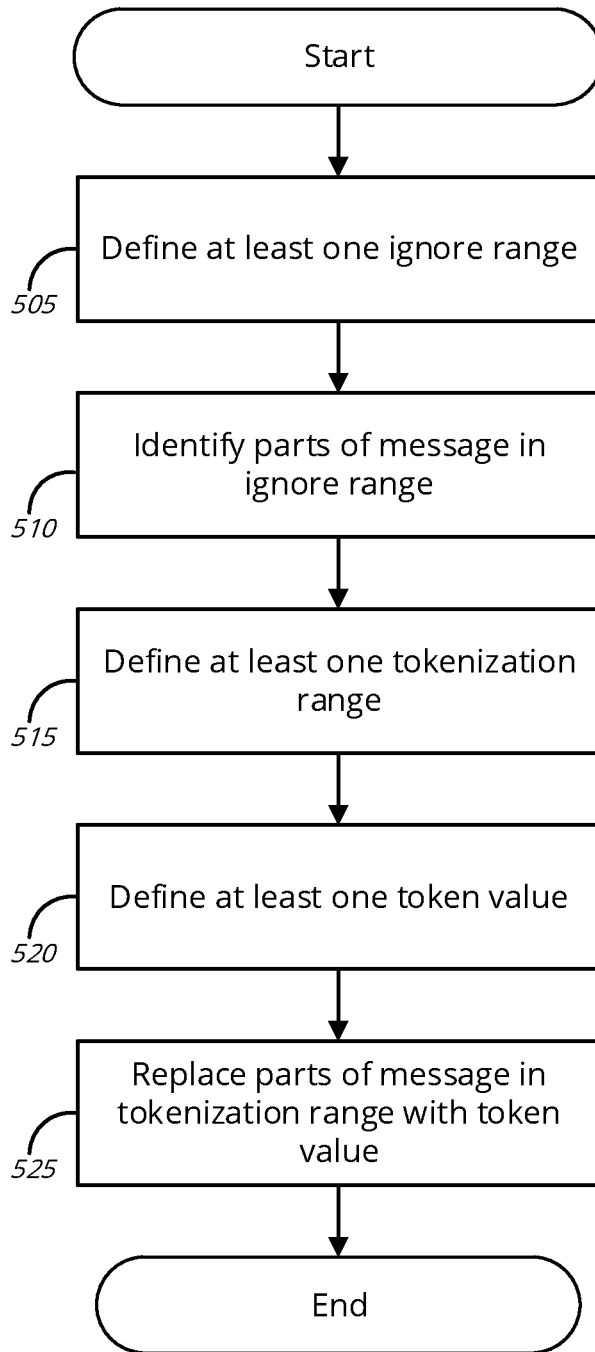 Start
Define at least one ignore range
505
Identify parts of message in
ignore range
510
Define at least one tokenization
range
515
Define at least one token value
520
Replace parts of message in
tokenization range with token
value
525
End